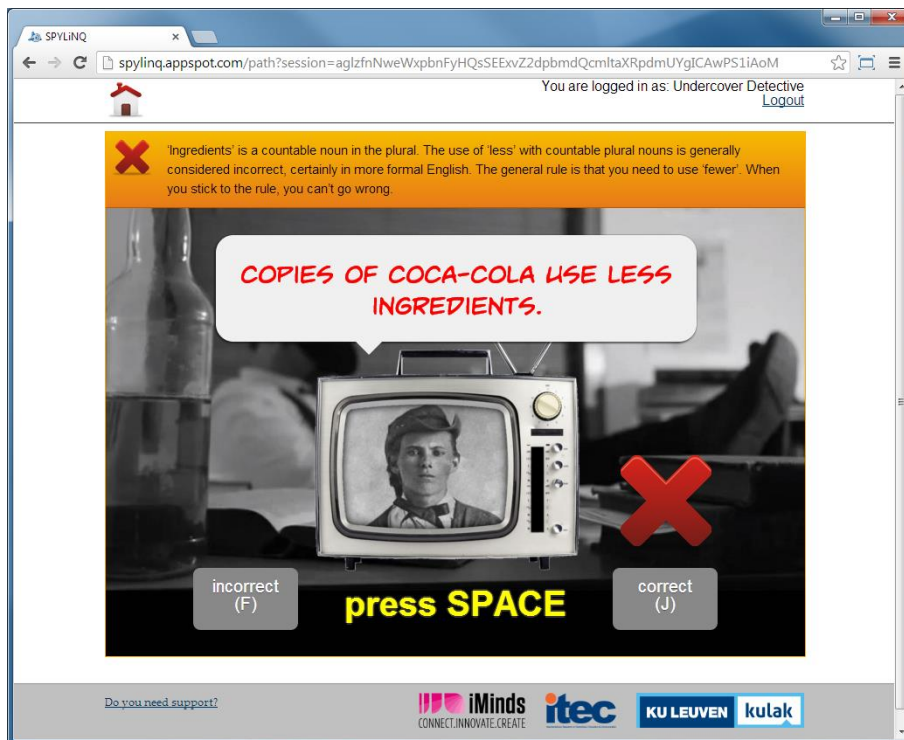 SPYLiNQ
spylinq.appspot.com/path?session=aglzfnNweWxpbnFyHQsSEExvZ2dpbmdQcmltaXRpdmUYgICAwPS1iAoM
You are logged in as: Undercover Detective
Logout
'Ingredients' is a countable noun in the plural. The use of 'less' with countable plural nouns is generally
considered incorrect, certainly in more formal English. The general rule is that you need to use 'fewer'. When
you stick to the rule, you can't go wrong.
COPIES OF COCA-COLA USE LESS
INGREDIENTS.
incorrect
(F)
press SPACE
correct
(J)
Do you need support?
iMinds
CONNECT.INNOVATE.CREATE
itec
KU LEUVEN kulak